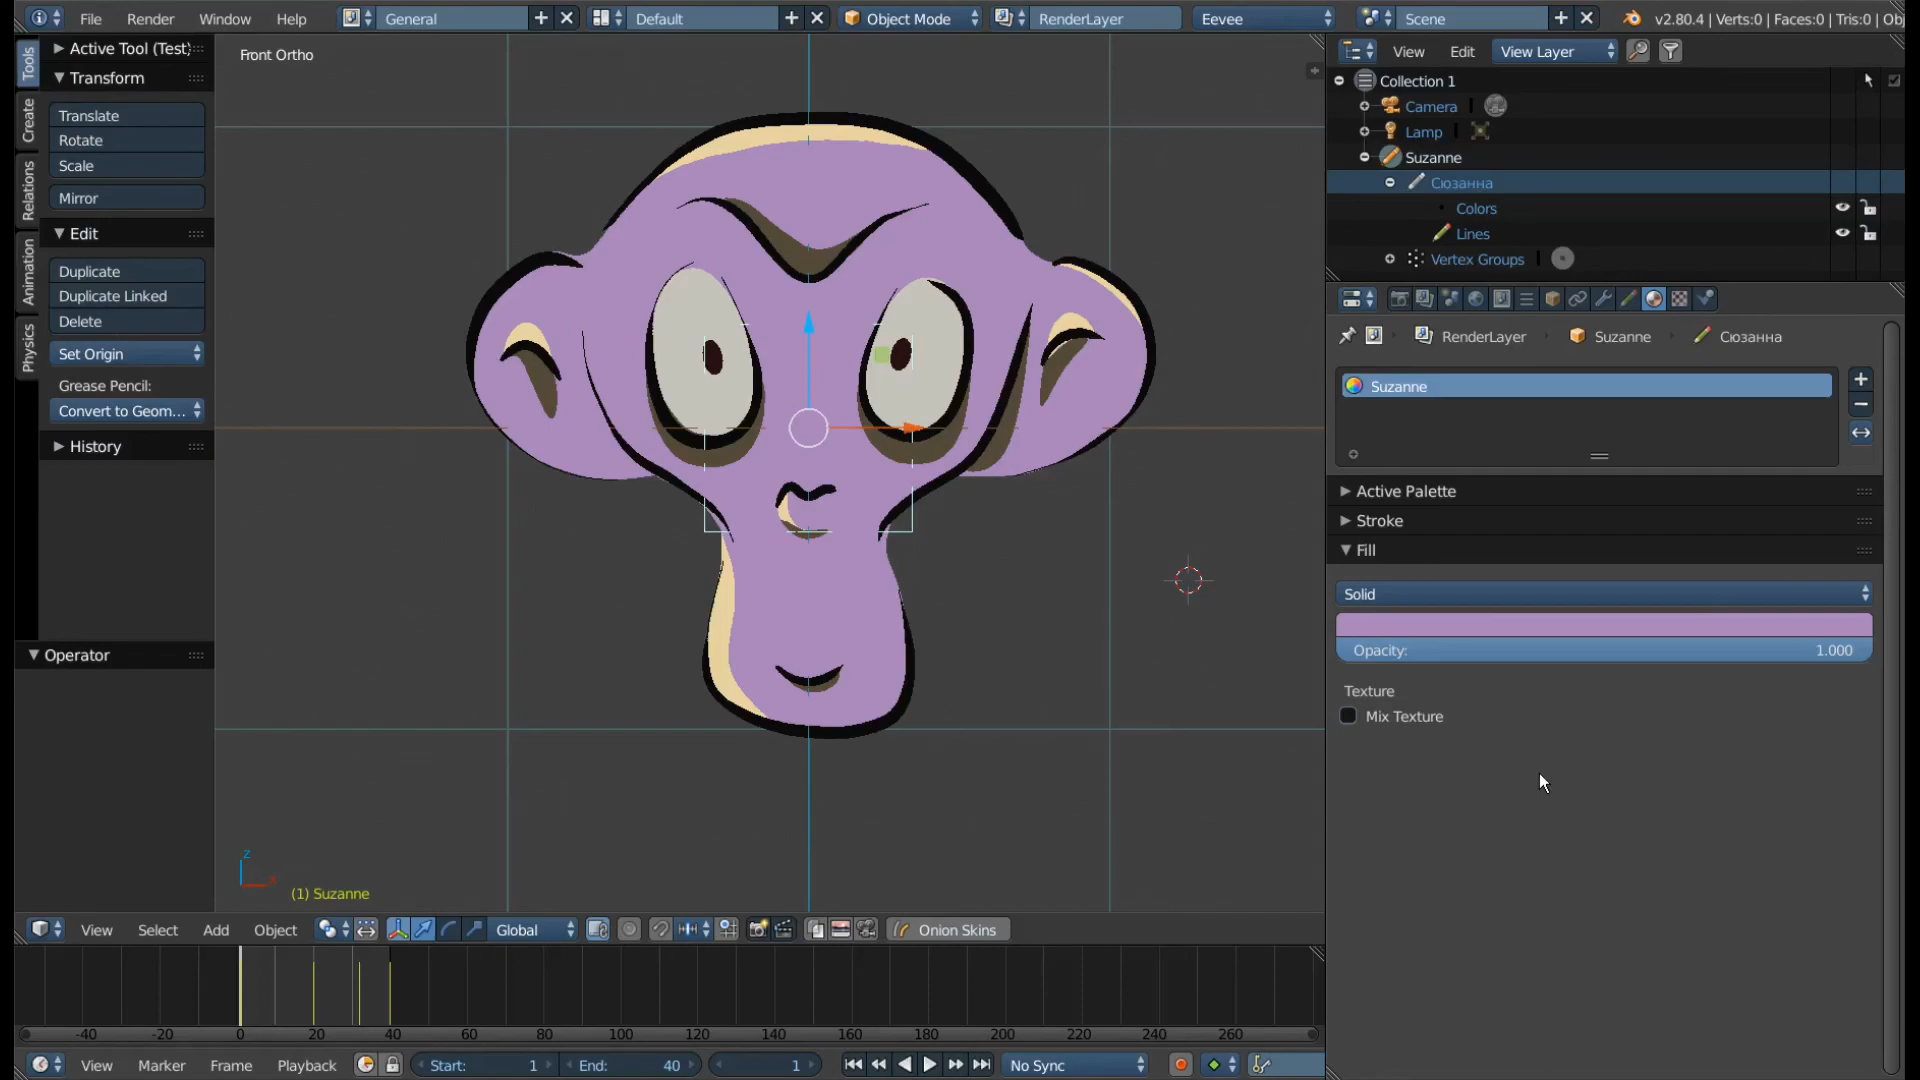 File Render Window Help General Default Object Mode RenderLayer Eevee Scene v2.80.4 | Verts:0 | Faces:0 | Tris:0 | Obj
Tools
Create
Relations
Animation
Physics
Active Tool (Test)
Transform
Translate
Rotate
Scale
Mirror
Edit
Duplicate
Duplicate Linked
Delete
Set Origin
Grease Pencil:
Convert to Geom...
History
Operator
Front Ortho
z
x
(1) Suzanne
View Edit View Layer
Collection 1
Camera
Lamp
Suzanne
Сюзанна
Colors
Lines
Vertex Groups
RenderLayer Suzanne Сюзанна
Suzanne
Active Palette
Stroke
Fill
Solid
Opacity: 1.000
Texture
Mix Texture
View Select Add Object Global Onion Skins
-40 -20 0 20 40 60 80 100 120 140 160 180 200 220 240 260
View Marker Frame Playback Start: 1 End: 40 1 No Sync